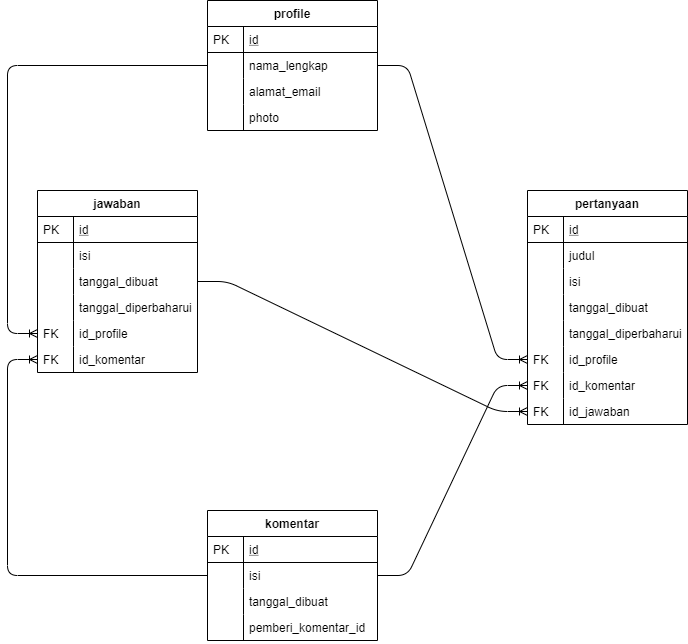 profile
PK id
nama_lengkap
alamat_email
photo
jawaban
PK id
isi
tanggal_dibuat
tanggal_diperbaharui
FK id_profile
FK id_komentar
pertanyaan
PK id
judul
isi
tanggal_dibuat
tanggal_diperbaharui
FK id_profile
FK id_komentar
FK id_jawaban
komentar
PK id
isi
tanggal_dibuat
pemberi_komentar_id